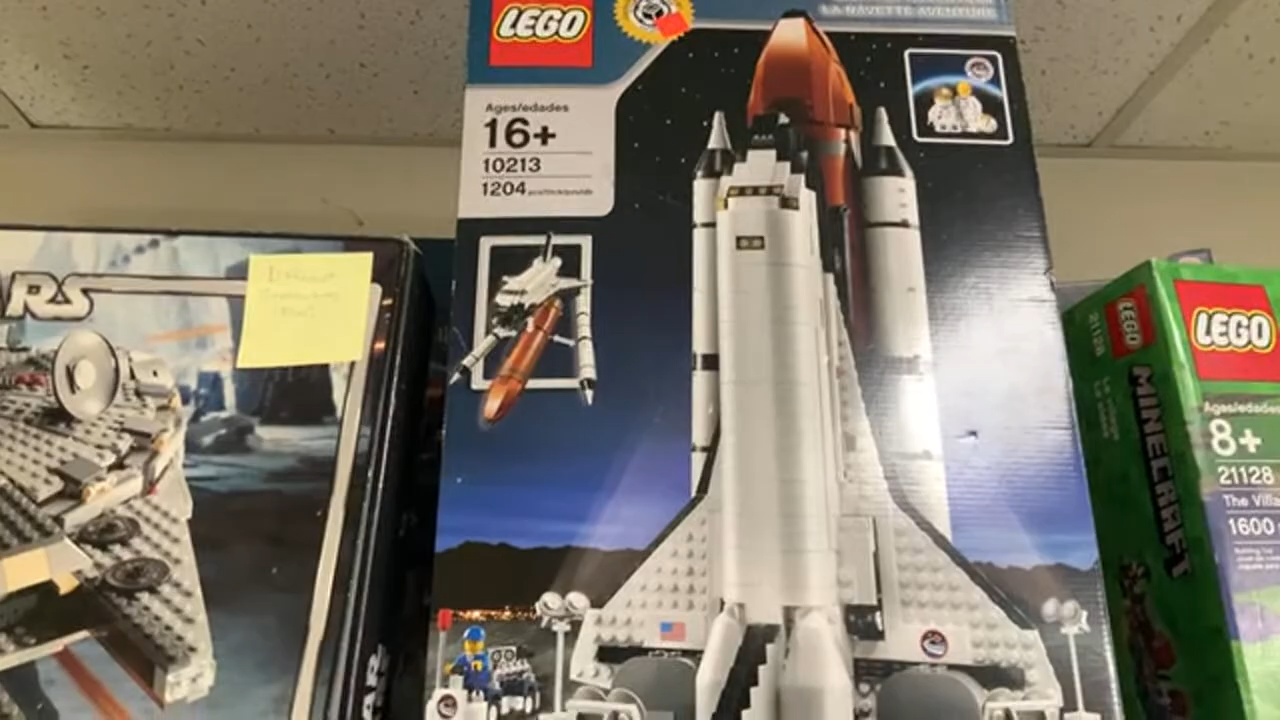 LEGO
LA NAVETTE AVENTURE
Ages/edades
16+
10213
1204
ARS
LEGO
21128
MINECRAFT
LEGO
Ages/edades
8+
21128
The Villa
1600